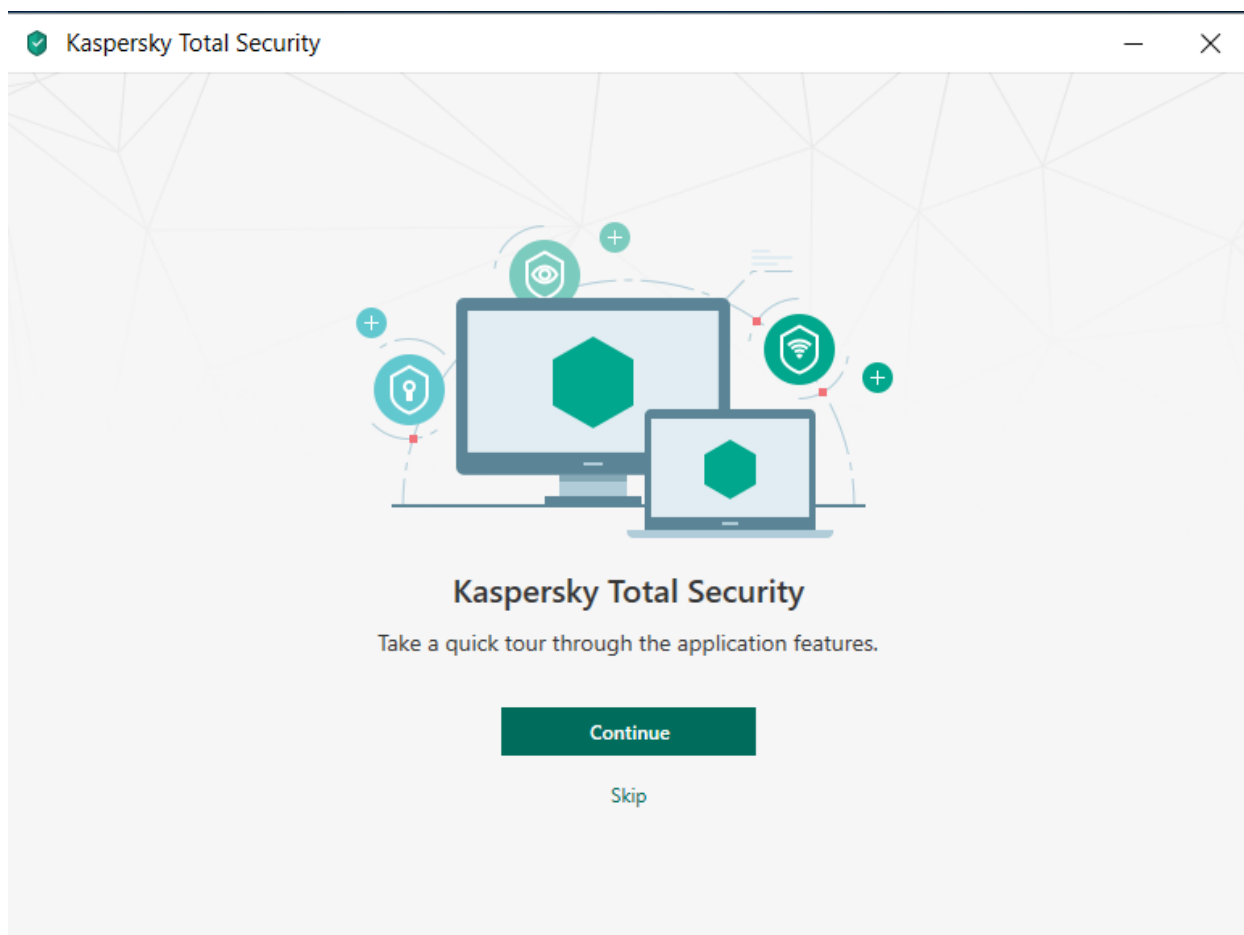 Kaspersky Total Security
Kaspersky Total Security
Take a quick tour through the application features.
Continue
Skip